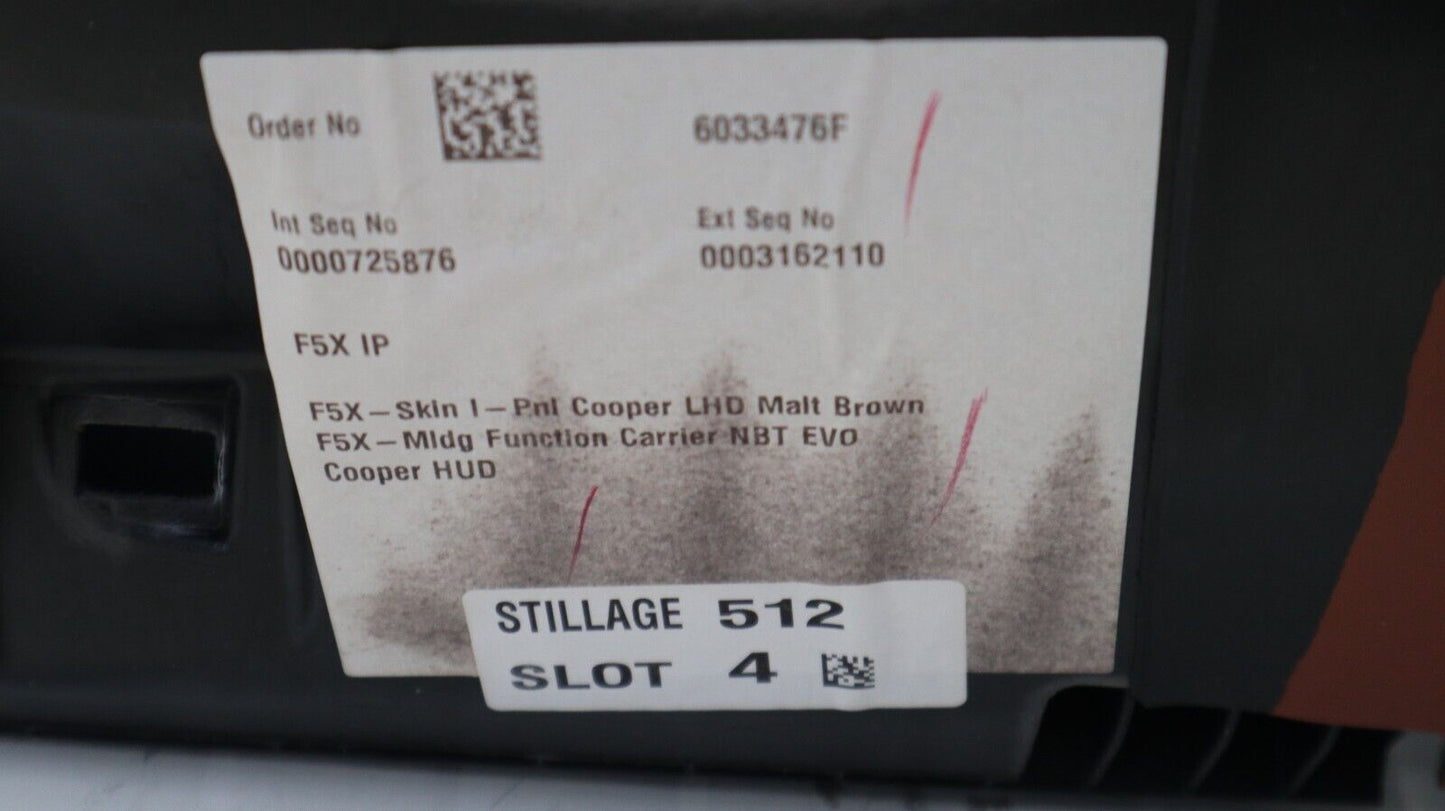 Order No 6033476F
Int Seq No Ext Seq No
0000725876 0003162110
F5X IP
F5X-Skin I-Pnl Cooper LHD Malt Brown
F5X-Mldg Function Carrier NBT EVO
Cooper HUD
STILLAGE 512
SLOT 4